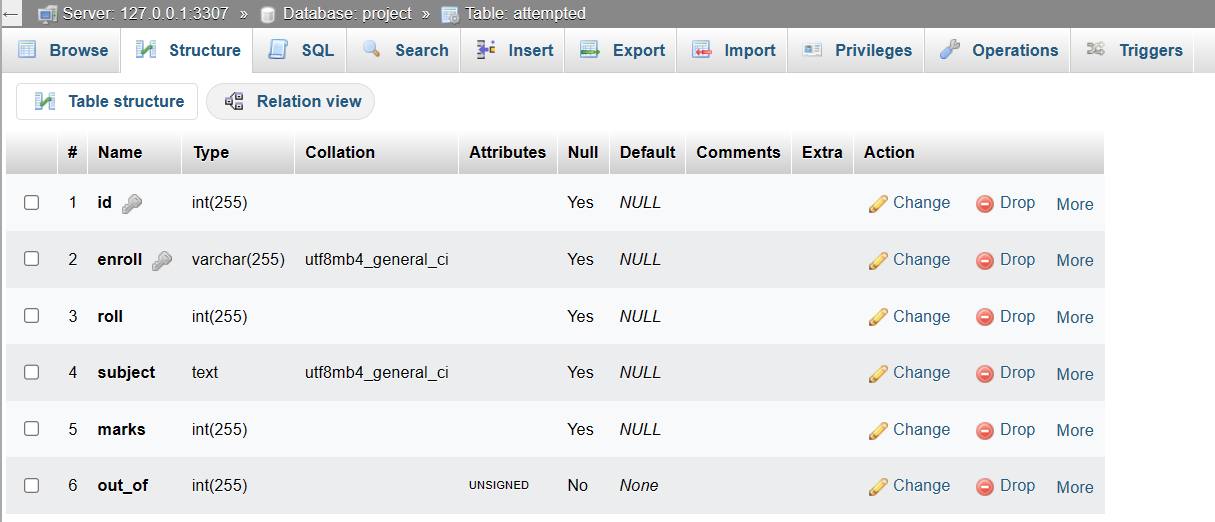 ← Server: 127.0.0.1:3307 » Database: project » Table: attempted
Browse Structure SQL Search Insert Export Import Privileges Operations Triggers
Table structure Relation view
# Name Type Collation Attributes Null Default Comments Extra Action
1 id int(255) Yes NULL Change Drop More
2 enroll varchar(255) utf8mb4_general_ci Yes NULL Change Drop More
3 roll int(255) Yes NULL Change Drop More
4 subject text utf8mb4_general_ci Yes NULL Change Drop More
5 marks int(255) Yes NULL Change Drop More
6 out_of int(255) UNSIGNED No None Change Drop More